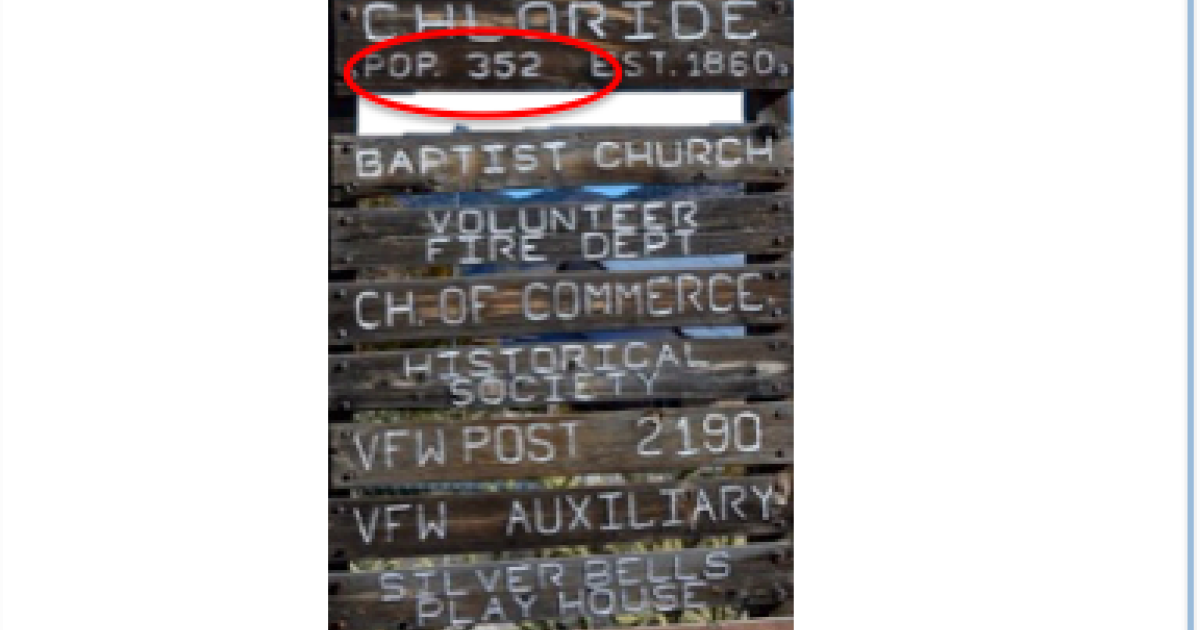 CHLORIDE
POP. 352 EST. 1860.
BAPTIST CHURCH
VOLUNTEER
FIRE DEPT
CH. OF COMMERCE.
HISTORICAL
SOCIETY
VFW POST 2190
VFW AUXILIARY
SILVER BELLS
PLAY HOUSE